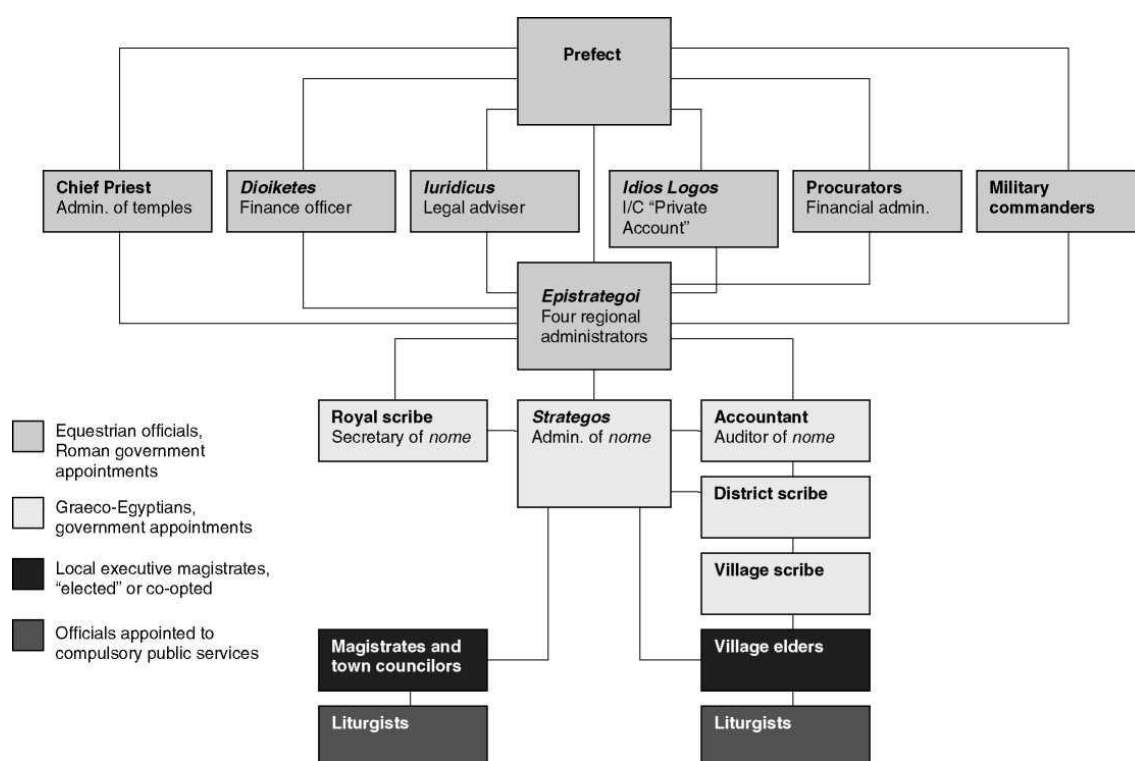 Prefect
Chief Priest
Admin. of temples
Dioiketes
Finance officer
Iuridicus
Legal adviser
Idios Logos
I/C “Private
Account”
Procurators
Financial admin.
Military
commanders
Epistrategoi
Four regional
administrators
Royal scribe
Secretary of nome
Strategos
Admin. of nome
Accountant
Auditor of nome
District scribe
Village scribe
Magistrates and
town councilors
Village elders
Liturgists
Liturgists
Equestrian officials,
Roman government
appointments
Graeco-Egyptians,
government appointments
Local executive magistrates,
“elected” or co-opted
Officials appointed to
compulsory public services